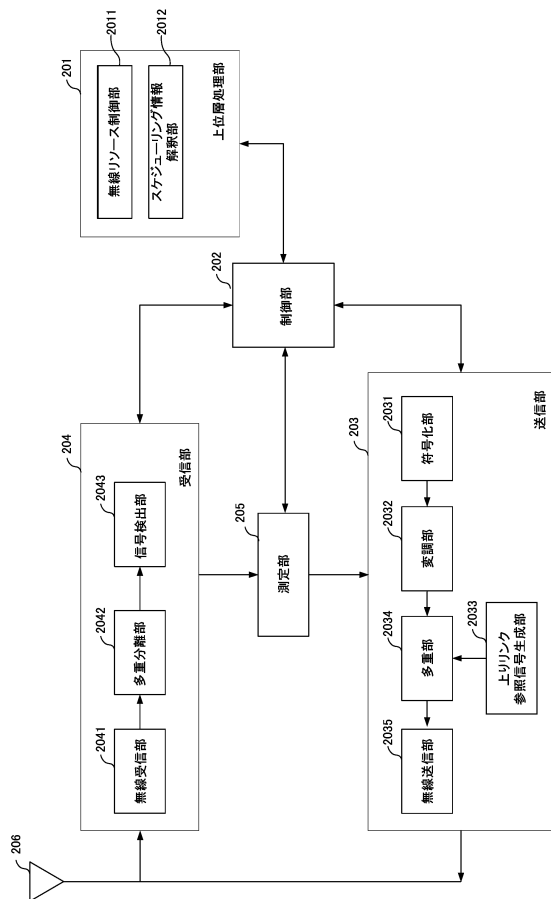 206
204
2041
無線受信部
2042
多重分離部
2043
信号検出部
受信部
205
測定部
202
制御部
201
2011
無線リソース制御部
2012
スケジューリング情報
解釈部
上位層処理部
203
2035
無線送信部
2034
多重部
2032
変調部
2031
符号化部
2033
上りリンク
参照信号生成部
送信部